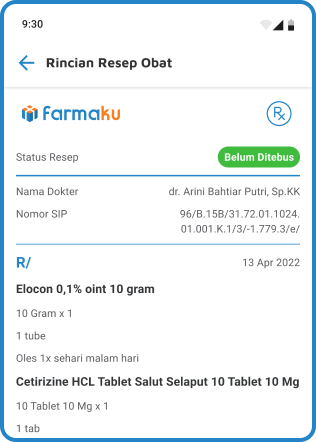 9:30
Rincian Resep Obat
farmaku
Rx
Status Resep
Belum Ditebus
Nama Dokter
dr. Arini Bahtiar Putri, Sp.KK
Nomor SIP
96/B.15B/31.72.01.1024.
01.001.K.1/3/-1.779.3/e/
R/
13 Apr 2022
Elocon 0,1% oint 10 gram
10 Gram x 1
1 tube
Oles 1x sehari malam hari
Cetirizine HCL Tablet Salut Selaput 10 Tablet 10 Mg
10 Tablet 10 Mg x 1
1 tab